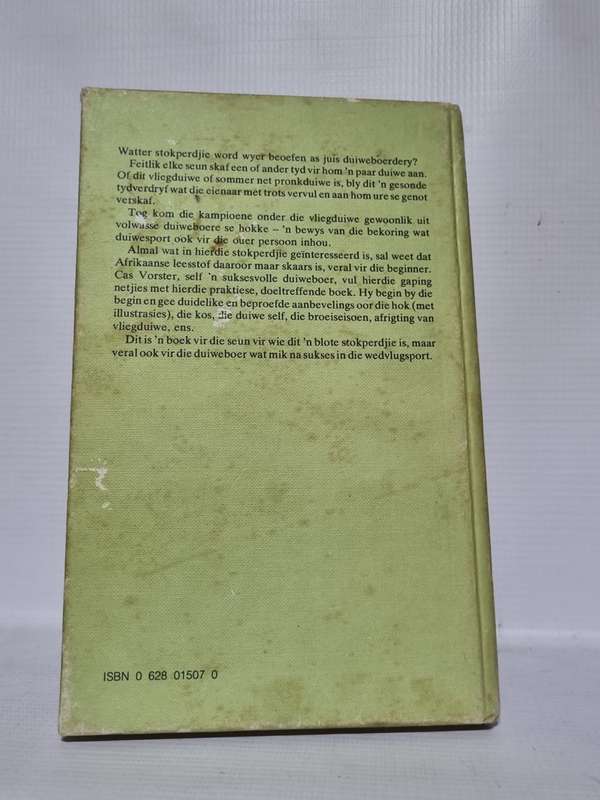 Watter stokperdjie word wyer beoefen as juis duiweboerdery?
Feitlik elke seun skaf een of ander tyd vir hom 'n paar duiwe aan.
Of dit vliegduiwe of sommer net pronkduiwe is, bly dit 'n gesonde
tydverdryf wat die eienaar met trots vervul en aan hom ure se genot
verskaf.
Tog kom die kampioene onder die vliegduiwe gewoonlik uit
volwasse duiweboere se hokke – 'n bewys van die bekoring wat
duiwesport ook vir die ouer persoon inhou.
Almal wat in hierdie stokperdjie geïnteresseerd is, sal weet dat
Afrikaanse leesstof daaroor maar skaars is, veral vir die beginner.
Cas Vorster, self 'n suksesvolle duiweboer, vul hierdie gaping
netjies met hierdie praktiese, doeltreffende boek. Hy begin by die
begin en gee duidelike en beproefde aanbevelings oor die hok (met
illustrasies), die kos, die duiwe self, die broeiseisoen, afrigting van
vliegduiwe, ens.
Dit is 'n boek vir die seun vir wie dit 'n blote stokperdjie is, maar
veral ook vir die duiweboer wat mik na sukses in die wedvlugsport.
ISBN 0 628 01507 0